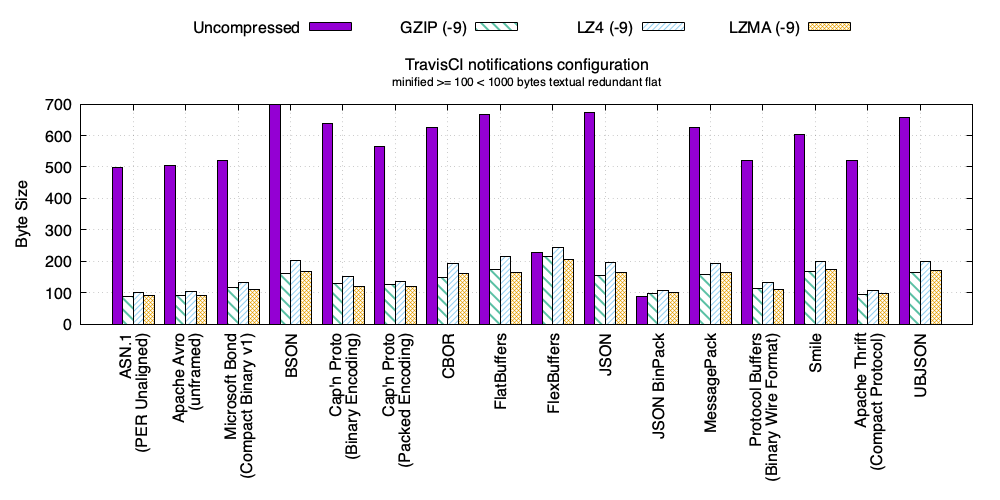 Uncompressed GZIP (-9) LZ4 (-9) LZMA (-9)
TravisCI notifications configuration
minified >= 100 < 1000 bytes textual redundant flat
Byte Size
700
600
500
400
300
200
100
0
ASN.1
(PER Unaligned)
Apache Avro
(unframed)
Microsoft Bond
(Compact Binary v1)
BSON
Cap'n Proto
(Binary Encoding)
Cap'n Proto
(Packed Encoding)
CBOR
FlatBuffers
FlexBuffers
JSON
JSON BinPack
MessagePack
Protocol Buffers
(Binary Wire Format)
Smile
Apache Thrift
(Compact Protocol)
UBJSON